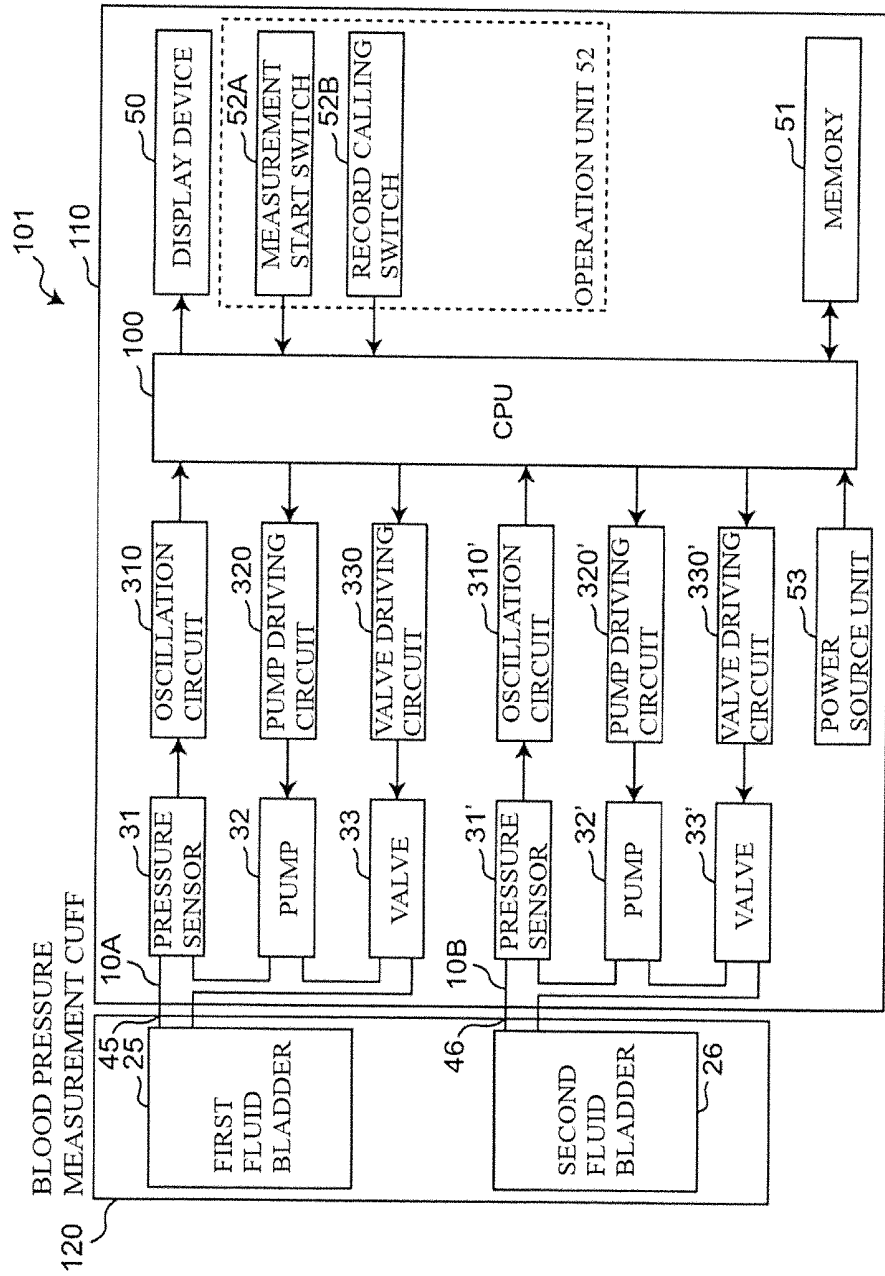 101
110
BLOOD PRESSURE
MEASUREMENT CUFF
120
45
25
FIRST
FLUID
BLADDER
46
SECOND
FLUID
BLADDER
26
10A
10B
31
PRESSURE
SENSOR
32
PUMP
33
VALVE
31'
PRESSURE
SENSOR
32'
PUMP
33'
VALVE
310
OSCILLATION
CIRCUIT
320
PUMP DRIVING
CIRCUIT
330
VALVE DRIVING
CIRCUIT
310'
OSCILLATION
CIRCUIT
320'
PUMP DRIVING
CIRCUIT
330'
VALVE DRIVING
CIRCUIT
53
POWER
SOURCE UNIT
100
CPU
50
DISPLAY DEVICE
52A
MEASUREMENT
START SWITCH
52B
RECORD CALLING
SWITCH
OPERATION UNIT 52
51
MEMORY